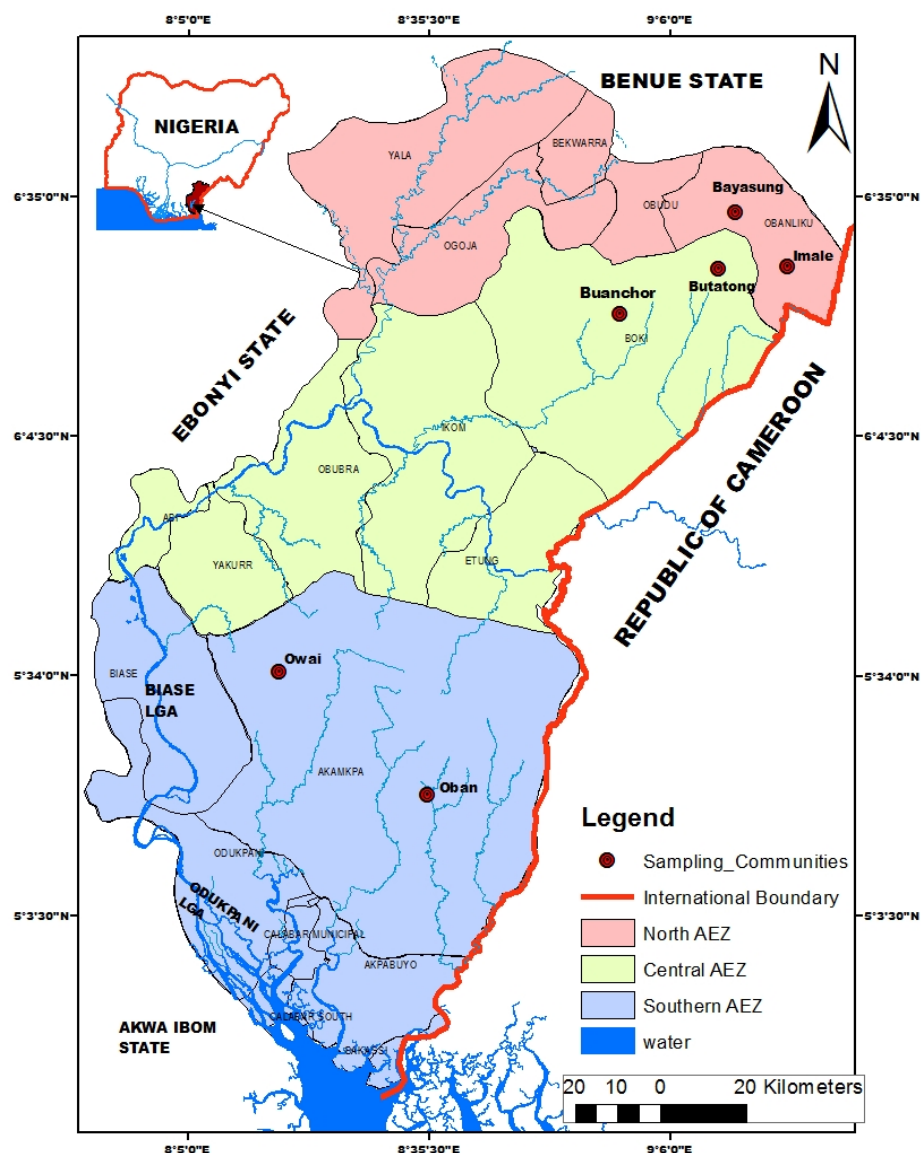 8°5'0"E 8°35'30"E 9°6'0"E
N
BENUE STATE
NIGERIA
YALA
BEKWARRA
6°35'0"N
6°35'0"N
Bayasung
OBUDU
OBANLIKU
OGOJA
Imale
Butatong
Buanchor
BOKI
EBONYI STATE
REPUBLIC OF CAMEROON
6°4'30"N
6°4'30"N
IKOM
OBUBRA
ABI
YAKURR
ETUNG
Owai
5°34'0"N
5°34'0"N
BIASE
BIASE
LGA
AKAMKPA
Oban
ODUKPANI
ODUKPANI
LGA
5°3'30"N
5°3'30"N
CALABAR MUNICIPAL
AKPABUYO
CALABAR SOUTH
BAKASSI
AKWA IBOM
STATE
Legend
Sampling_Communities
International Boundary
North AEZ
Central AEZ
Southern AEZ
water
20 10 0 20 Kilometers
8°5'0"E 8°35'30"E 9°6'0"E